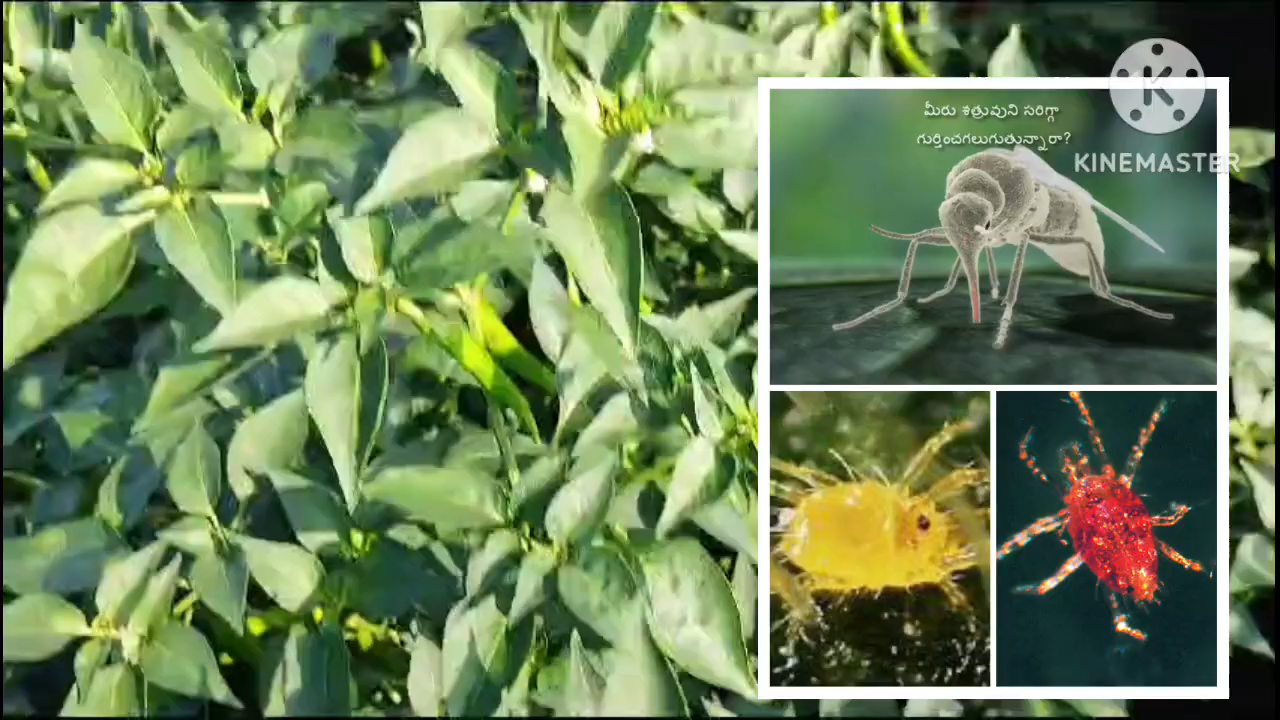 మీరు శత్రువుని సరిగ్గా
గుర్తించగలుగుతున్నారా?
K
KINEMASTER